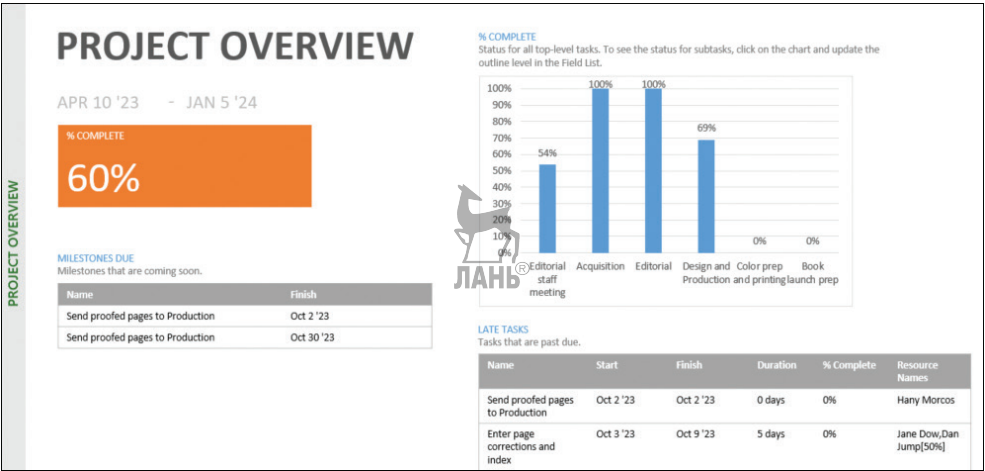 PROJECT OVERVIEW
PROJECT OVERVIEW
APR 10 '23 - JAN 5 '24
% COMPLETE
60%
MILESTONES DUE
Milestones that are coming soon.
Name Finish
Send proofed pages to Production Oct 2 '23
Send proofed pages to Production Oct 30 '23
% COMPLETE
Status for all top-level tasks. To see the status for subtasks, click on the chart and update the
outline level in the Field List.
100%
90%
80%
70%
60%
50%
40%
30%
20%
10%
0%
54%
100%
100%
69%
0%
0%
Editorial
staff
meeting
Acquisition
Editorial
Design and
Production
Color prep
and printing
Book
launch prep
ЛАНЬ®
LATE TASKS
Tasks that are past due.
Name Start Finish Duration % Complete Resource
Names
Send proofed pages Oct 2 '23 Oct 2 '23 0 days 0% Hany Morcos
to Production
Enter page Oct 3 '23 Oct 9 '23 5 days 0% Jane Dow,Dan
corrections and Jump[50%]
index